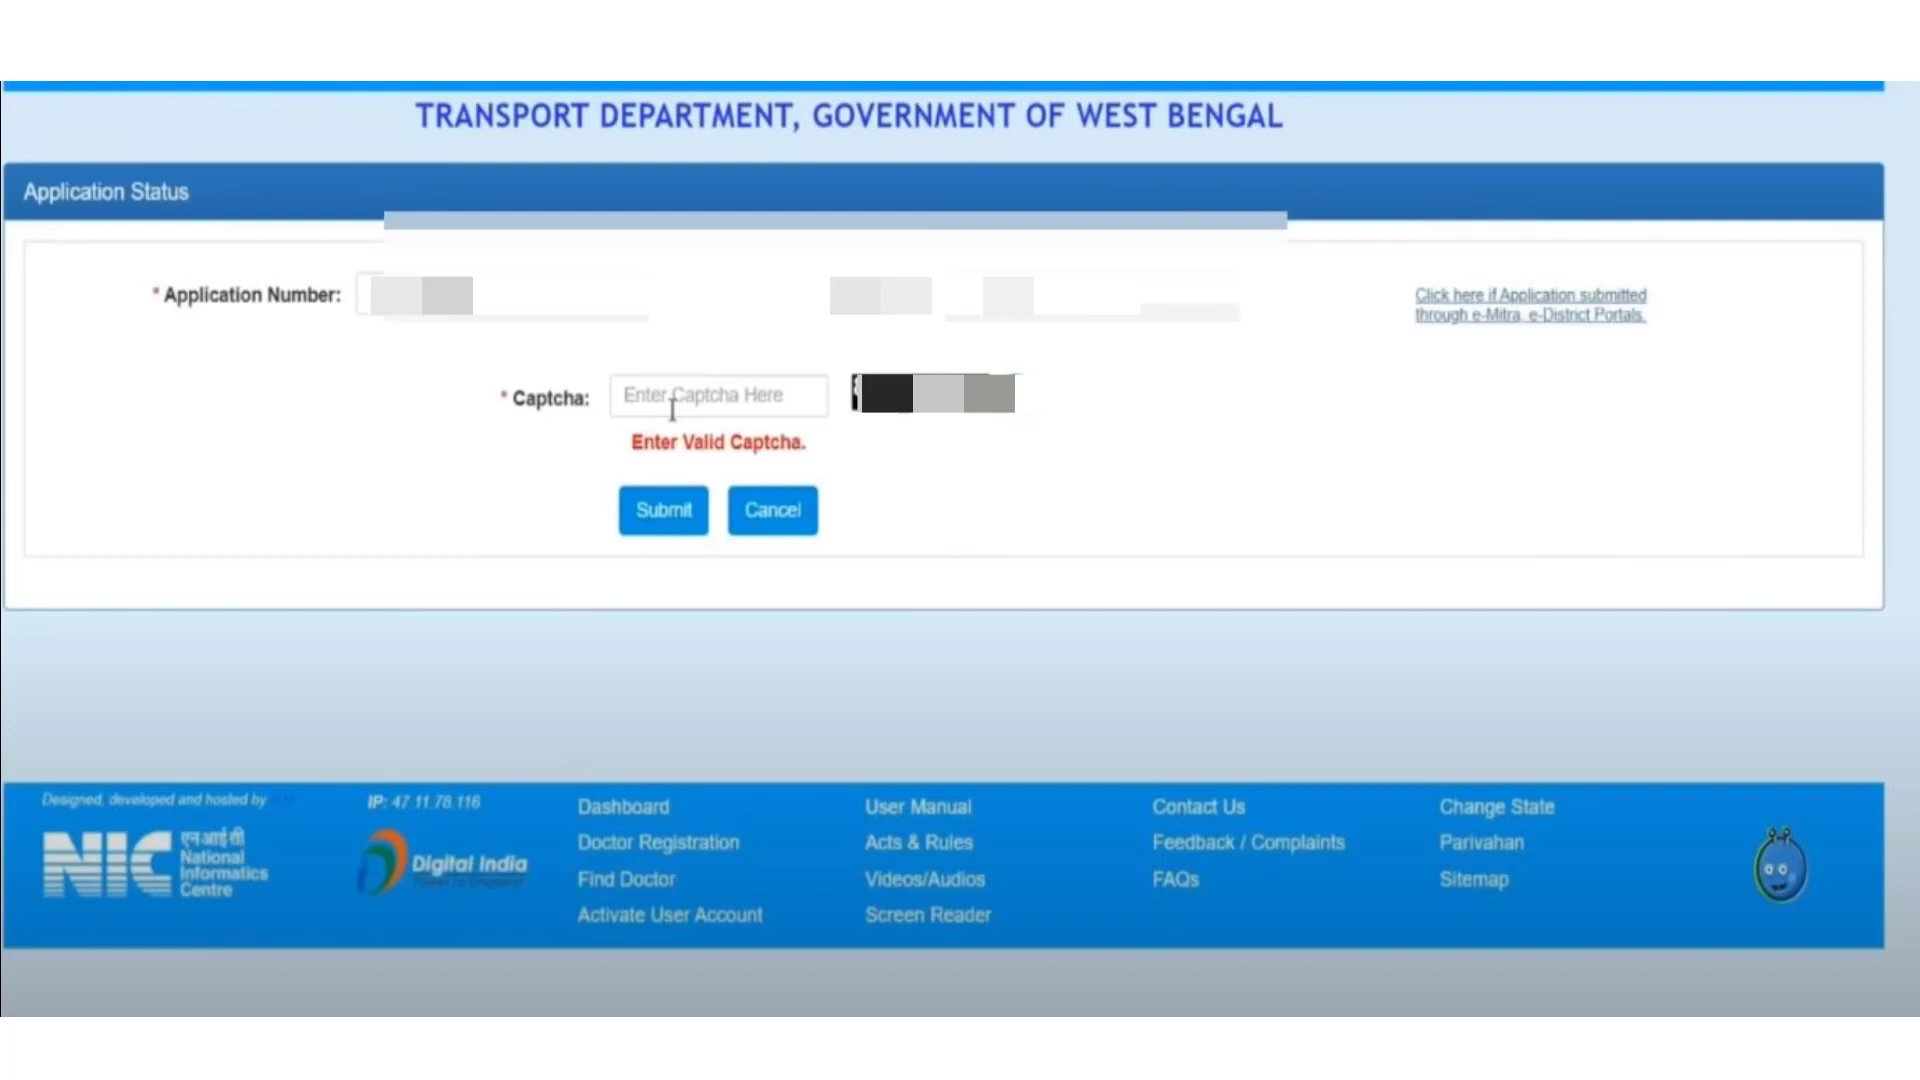 TRANSPORT DEPARTMENT, GOVERNMENT OF WEST BENGAL
Application Status
* Application Number:
Click here if Application submitted
through e-Mitra, e-District Portals.
* Captcha:
Enter Captcha Here
Enter Valid Captcha.
Submit
Cancel
Designed, developed and hosted by
NIC
एन आई सी
National
Informatics
Centre
IP: 47.11.78.116
Digital India
Dashboard
Doctor Registration
Find Doctor
Activate User Account
User Manual
Acts & Rules
Videos/Audios
Screen Reader
Contact Us
Feedback / Complaints
FAQs
Change State
Parivahan
Sitemap